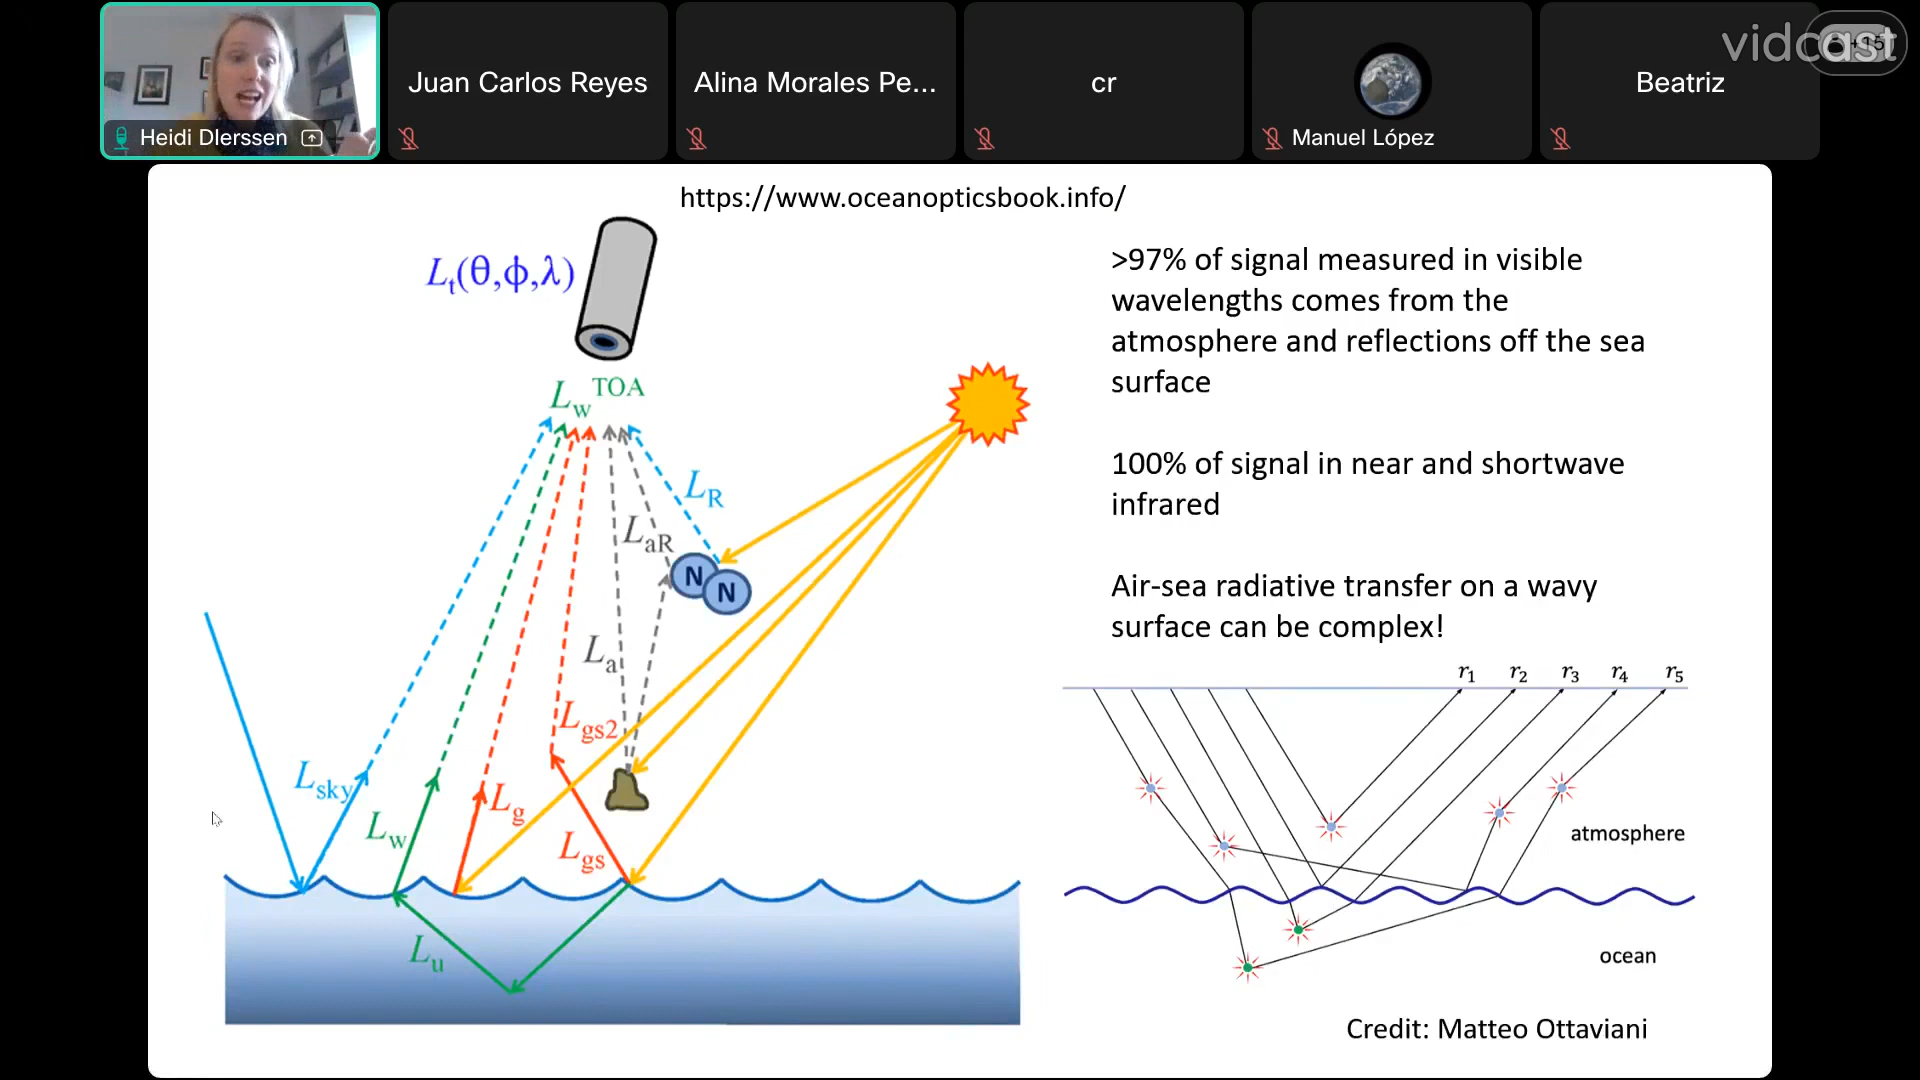 vidcast
+15
Heidi DIerssen
Juan Carlos Reyes
Alina Morales Pe...
cr
Manuel López
Beatriz
https://www.oceanopticsbook.info/
Lt(θ,ϕ,λ)
Lw TOA
LR
LaR
N
N
La
Lgs2
Lsky
Lg
Lw
Lgs
Lu
>97% of signal measured in visible
wavelengths comes from the
atmosphere and reflections off the sea
surface
100% of signal in near and shortwave
infrared
Air-sea radiative transfer on a wavy
surface can be complex!
r1 r2 r3 r4 r5
atmosphere
ocean
Credit: Matteo Ottaviani